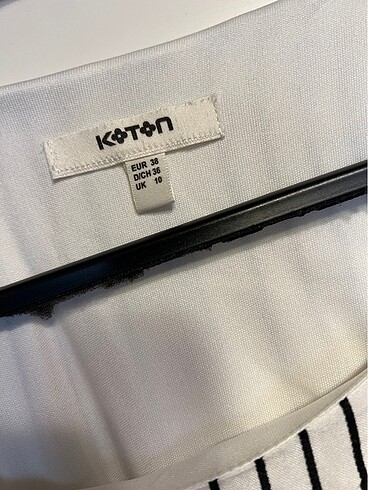 KOTON
EUR 38
D/CH 36
UK 10